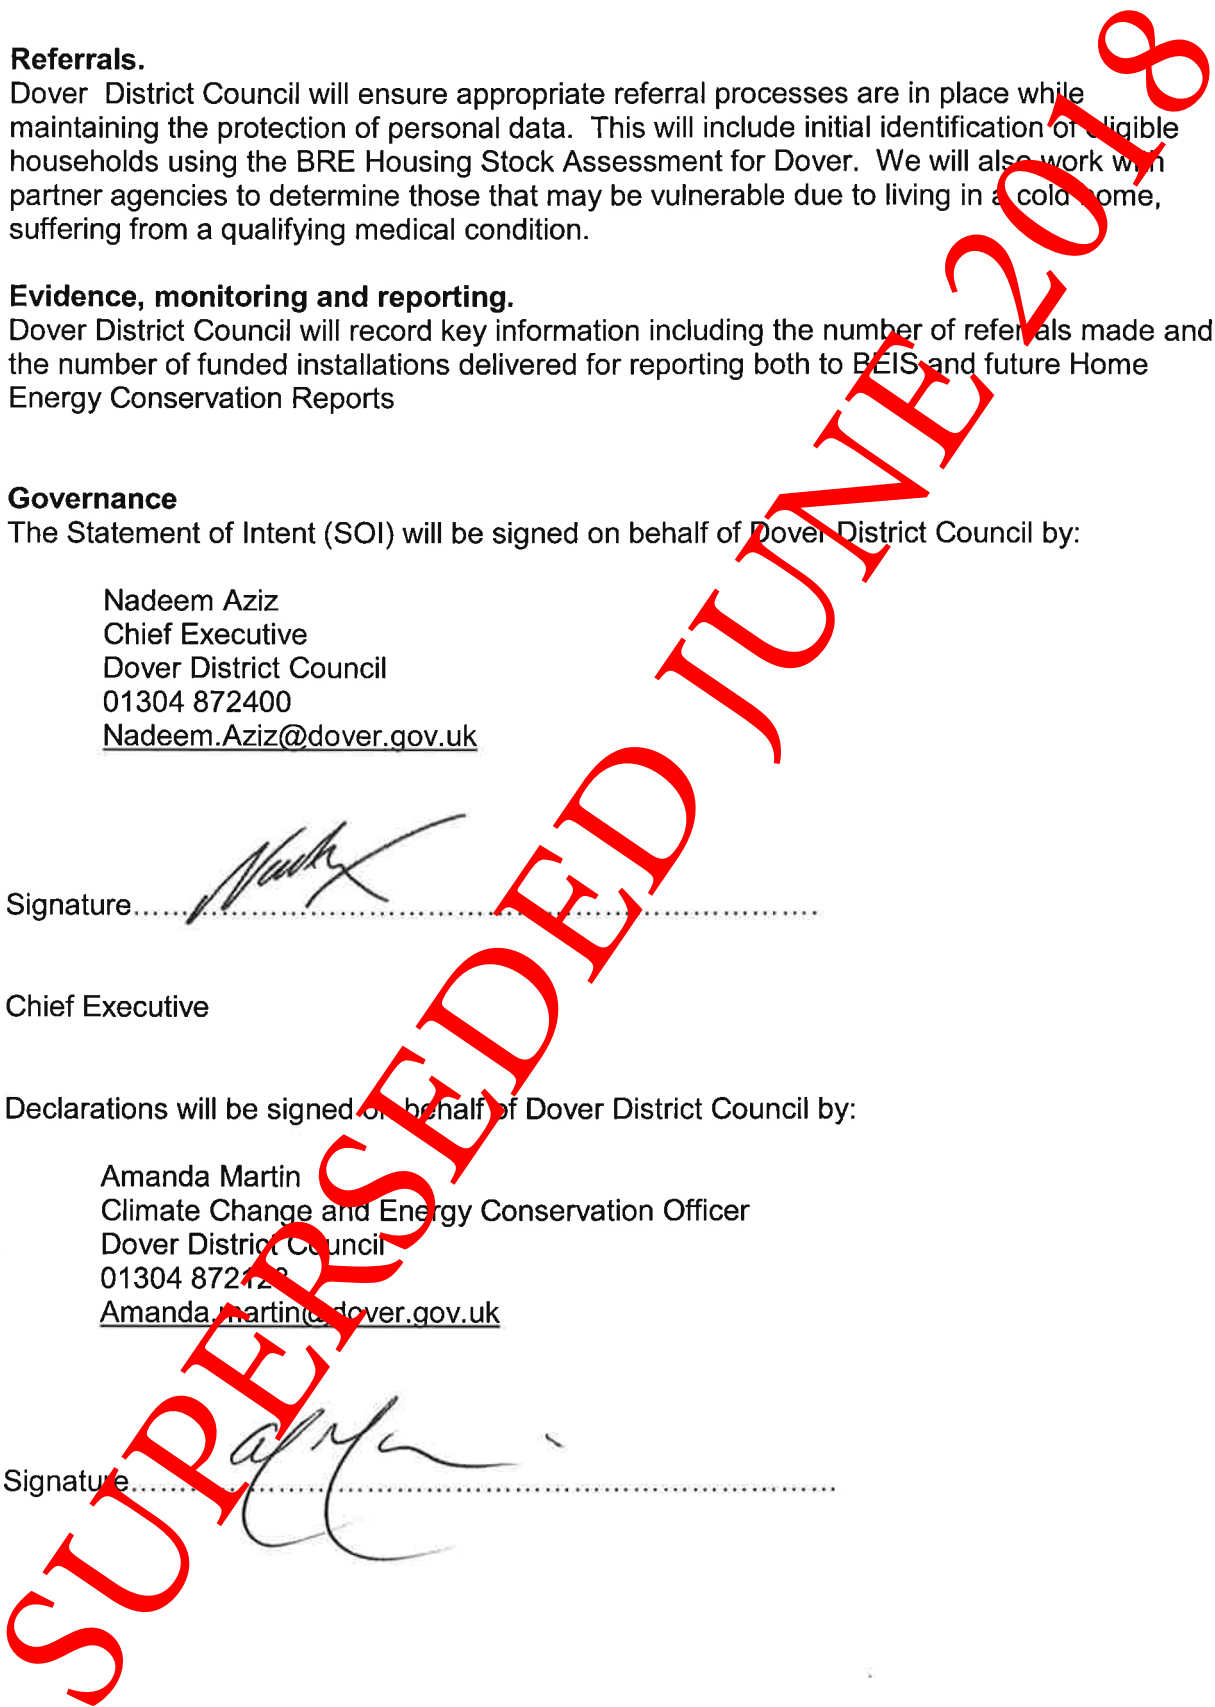 Referrals.
Dover District Council will ensure appropriate referral processes are in place while
maintaining the protection of personal data. This will include initial identification of eligible
households using the BRE Housing Stock Assessment for Dover. We will also work with
partner agencies to determine those that may be vulnerable due to living in a cold home,
suffering from a qualifying medical condition.
Evidence, monitoring and reporting.
Dover District Council will record key information including the number of referrals made and
the number of funded installations delivered for reporting both to BEIS and future Home
Energy Conservation Reports
Governance
The Statement of Intent (SOI) will be signed on behalf of Dover District Council by:
Nadeem Aziz
Chief Executive
Dover District Council
01304 872400
Nadeem.Aziz@dover.gov.uk
Signature
Chief Executive
Declarations will be signed on behalf of Dover District Council by:
Amanda Martin
Climate Change and Energy Conservation Officer
Dover District Council
01304
Amanda.martin@dover.gov.uk
Signature
SUPERSEDED JUNE 2018